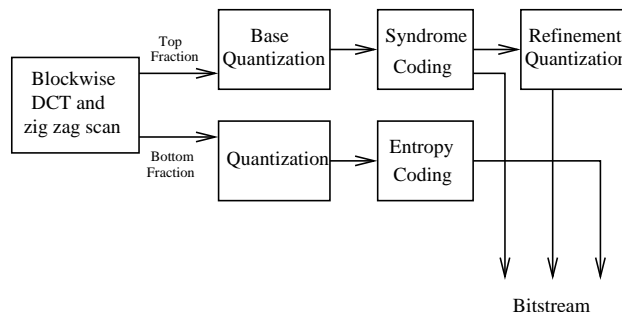 Blockwise
DCT and
zig zag scan
Top
Fraction
Base
Quantization
Syndrome
Coding
Refinement
Quantization
Bottom
Fraction
Quantization
Entropy
Coding
Bitstream